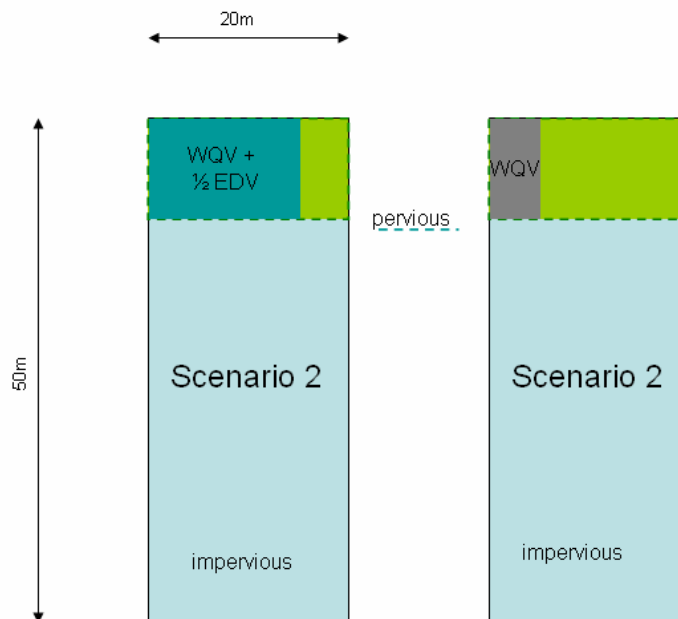 20m
WQV +
½ EDV
WQV
pervious
50m
Scenario 2
Scenario 2
impervious
impervious